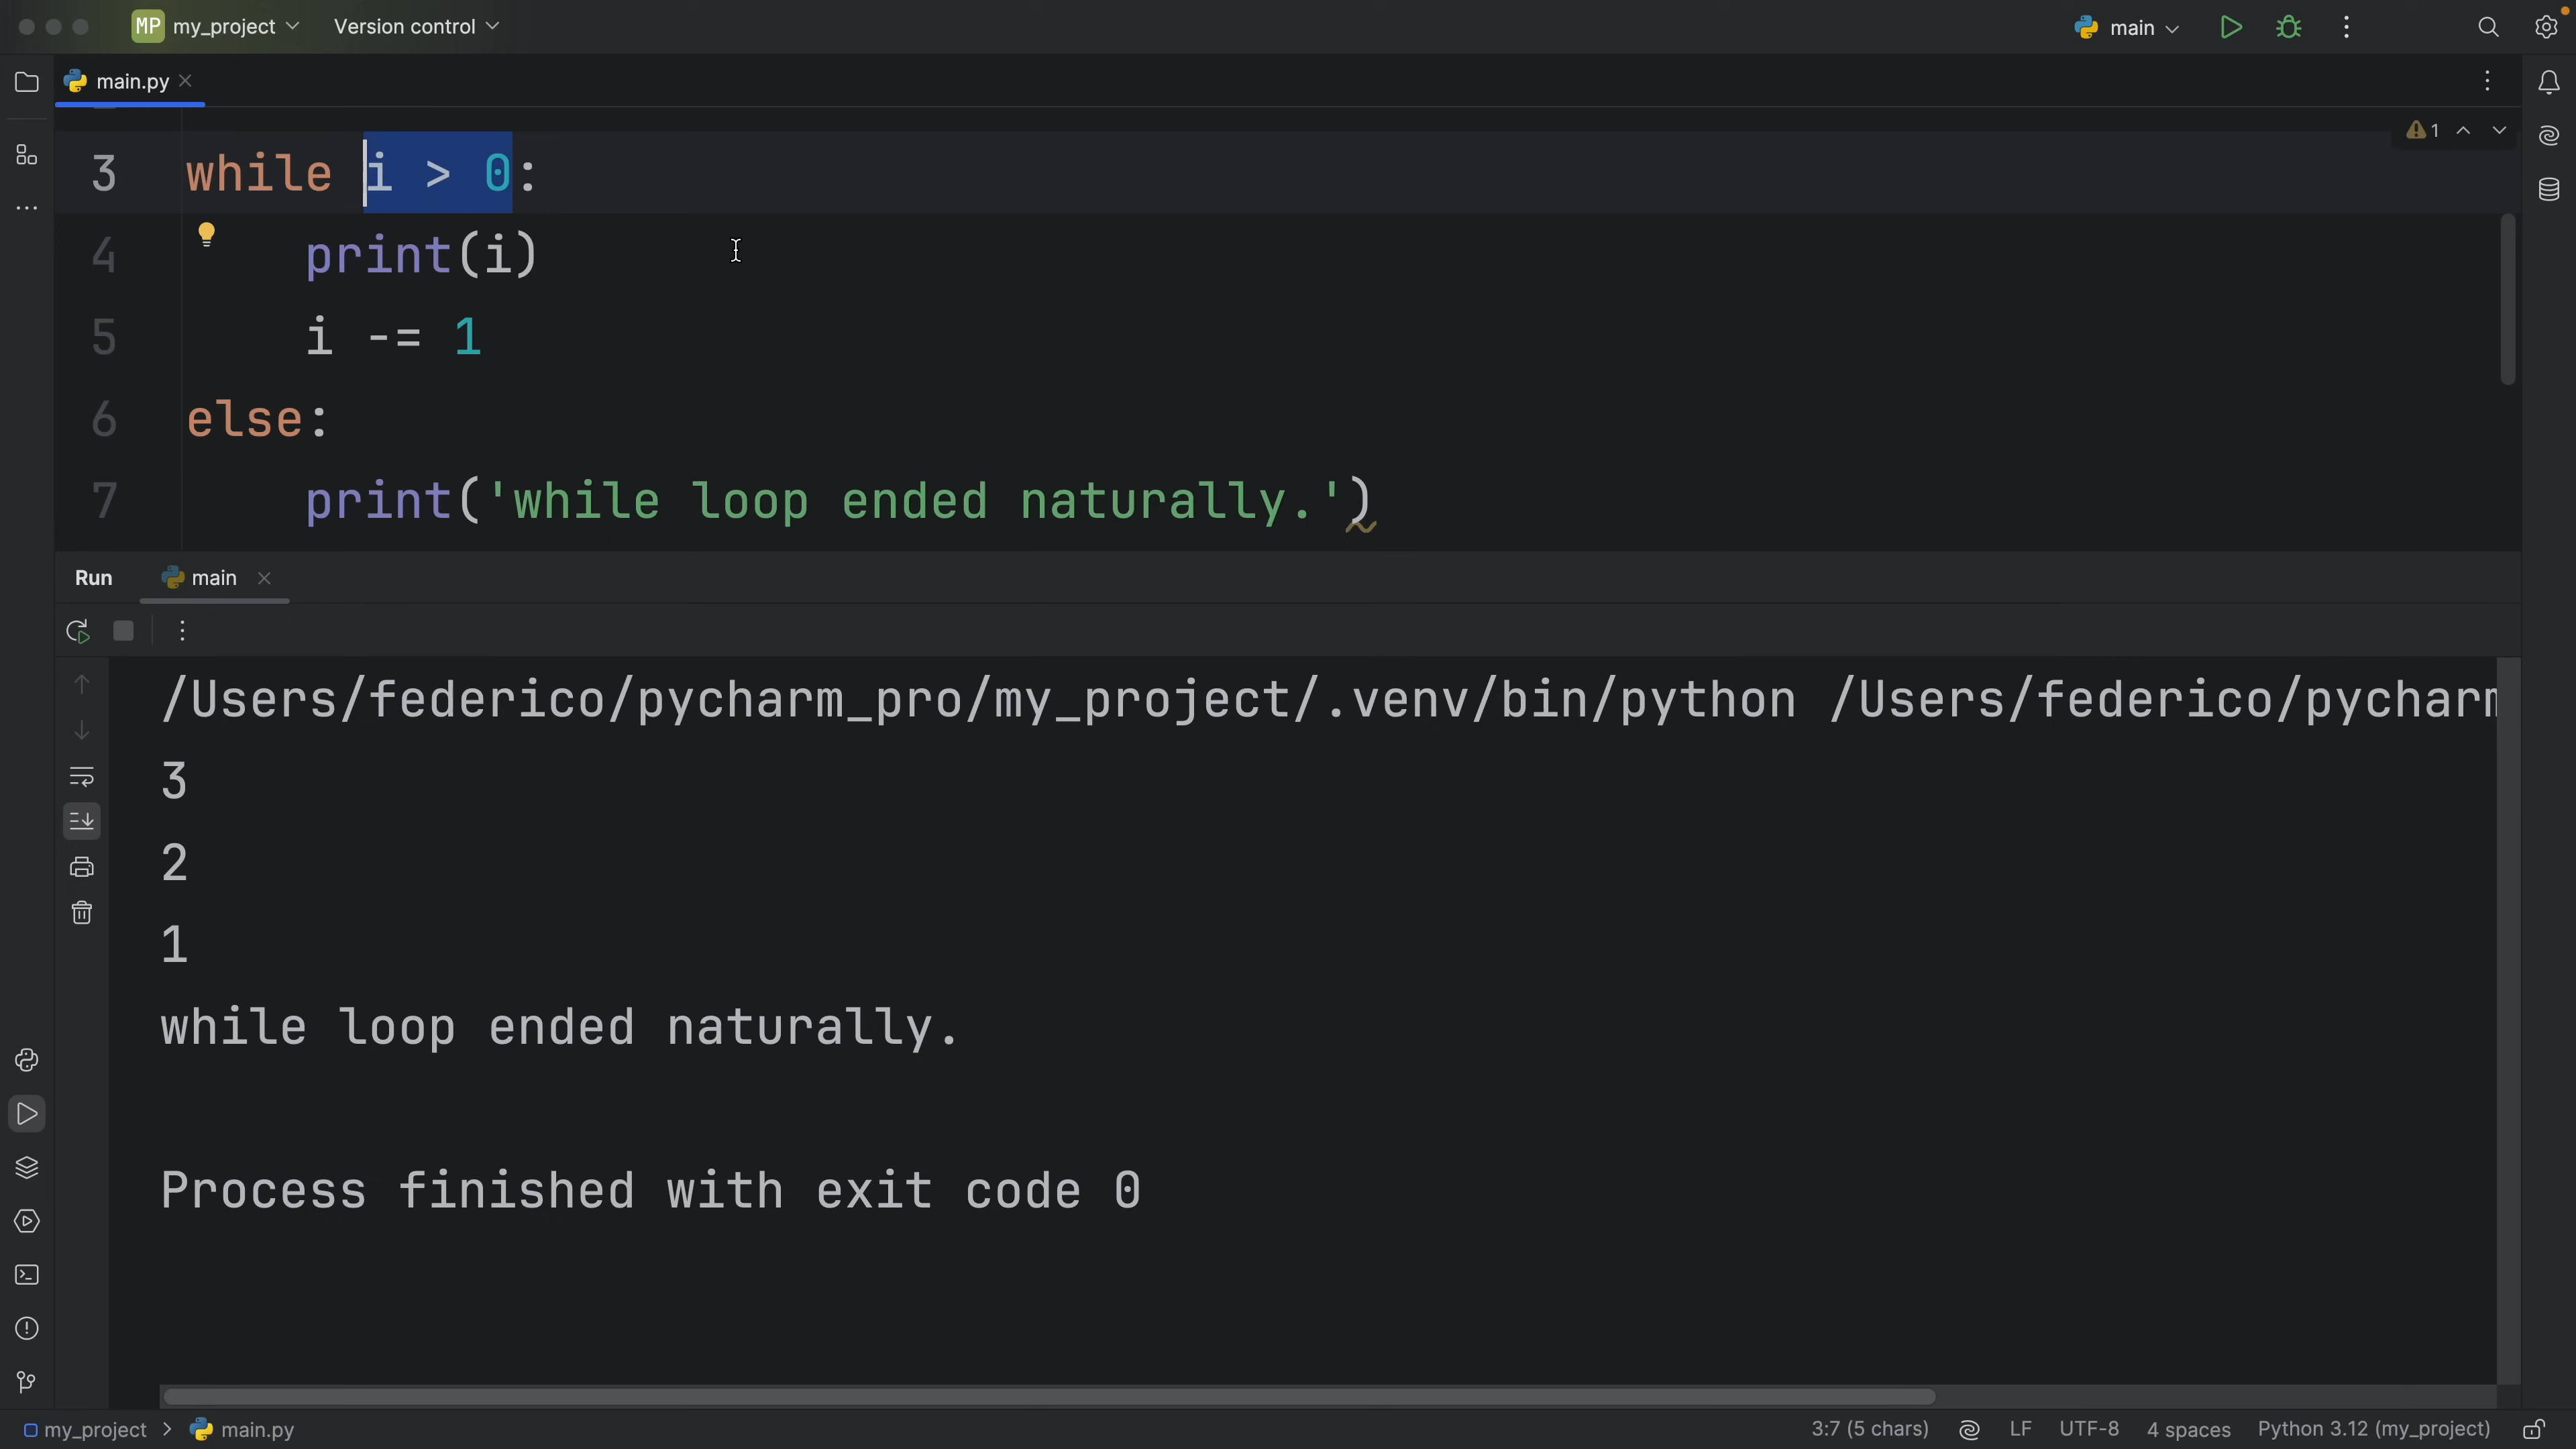 MP my_project Version control main
main.py
1
3 while i > 0:
4 print(i)
5 i -= 1
6 else:
7 print('while loop ended naturally.')
Run main
/Users/federico/pycharm_pro/my_project/.venv/bin/python /Users/federico/pycharm
3
2
1
while loop ended naturally.
Process finished with exit code 0
my_project > main.py 3:7 (5 chars) LF UTF-8 4 spaces Python 3.12 (my_project)